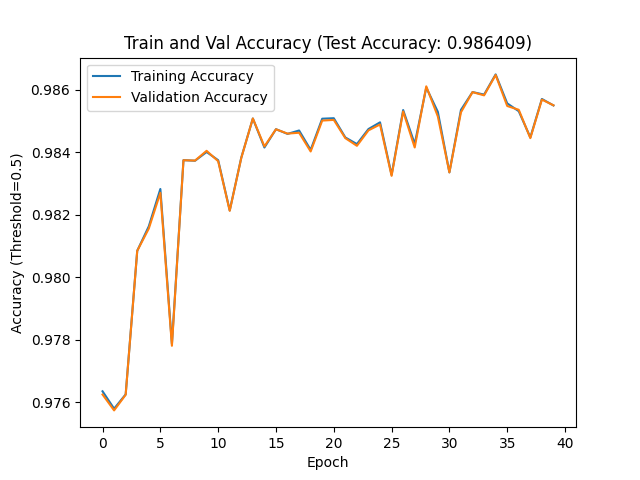 Train and Val Accuracy (Test Accuracy: 0.986409)
Training Accuracy
Validation Accuracy
0.986
0.984
0.982
0.980
0.978
0.976
Accuracy (Threshold=0.5)
0 5 10 15 20 25 30 35 40
Epoch